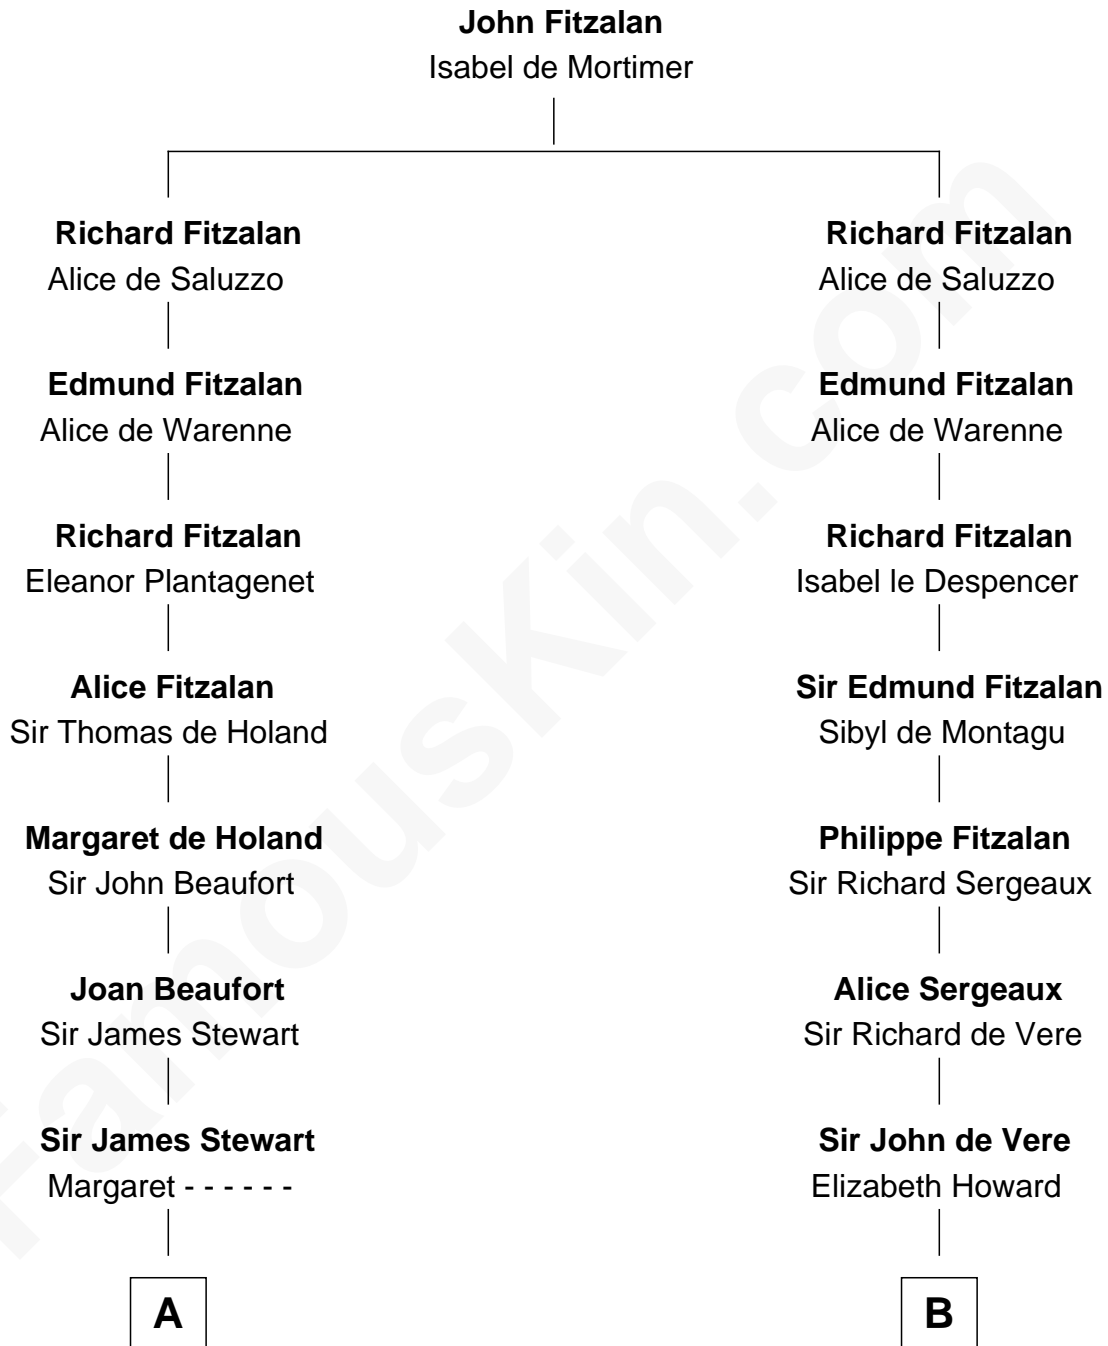 John Fitzalan
Isabel de Mortimer
Richard Fitzalan
Alice de Saluzzo
Richard Fitzalan
Alice de Saluzzo
Edmund Fitzalan
Alice de Warenne
Edmund Fitzalan
Alice de Warenne
Richard Fitzalan
Eleanor Plantagenet
Richard Fitzalan
Isabel le Despencer
Alice Fitzalan
Sir Thomas de Holand
Sir Edmund Fitzalan
Sibyl de Montagu
Margaret de Holand
Sir John Beaufort
Philippe Fitzalan
Sir Richard Sergeaux
Joan Beaufort
Sir James Stewart
Alice Sergeaux
Sir Richard de Vere
Sir James Stewart
Margaret - - - - - -
Sir John de Vere
Elizabeth Howard
A
B
FamousKin.com